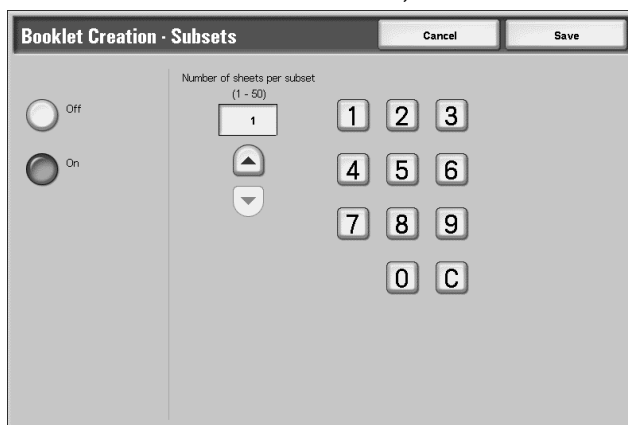 Booklet Creation - Subsets
Cancel
Save
Off
On
Number of sheets per subset
(1 - 50)
1
1 2 3
4 5 6
7 8 9
0 C